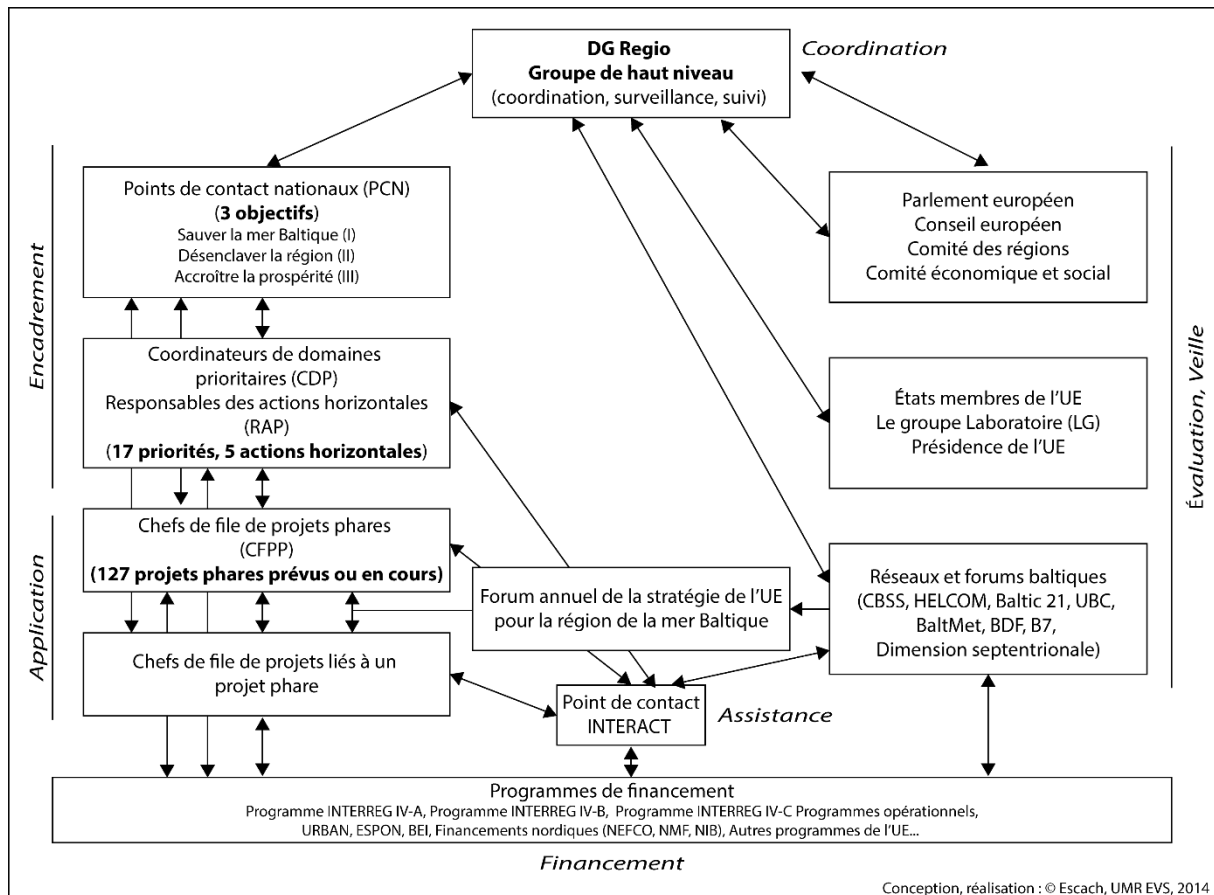 DG Regio
Groupe de haut niveau
(coordination, surveillance, suivi)
Coordination
Encadrement
Points de contact nationaux (PCN)
(3 objectifs)
Sauver la mer Baltique (I)
Désenclaver la région (II)
Accroître la prospérité (III)
Parlement européen
Conseil européen
Comité des régions
Comité économique et social
Évaluation, Veille
Coordinateurs de domaines
prioritaires (CDP)
Responsables des actions horizontales
(RAP)
(17 priorités, 5 actions horizontales)
États membres de l’UE
Le groupe Laboratoire (LG)
Présidence de l’UE
Application
Chefs de file de projets phares
(CFPP)
(127 projets phares prévus ou en cours)
Forum annuel de la stratégie de l’UE
pour la région de la mer Baltique
Réseaux et forums baltiques
(CBSS, HELCOM, Baltic 21, UBC,
BaltMet, BDF, B7,
Dimension septentrionale)
Chefs de file de projets liés à un
projet phare
Point de contact
INTERACT
Assistance
Programmes de financement
Programme INTERREG IV-A, Programme INTERREG IV-B, Programme INTERREG IV-C Programmes opérationnels,
URBAN, ESPON, BEI, Financements nordiques (NEFCO, NMF, NIB), Autres programmes de l’UE...
Financement
Conception, réalisation : © Escach, UMR EVS, 2014